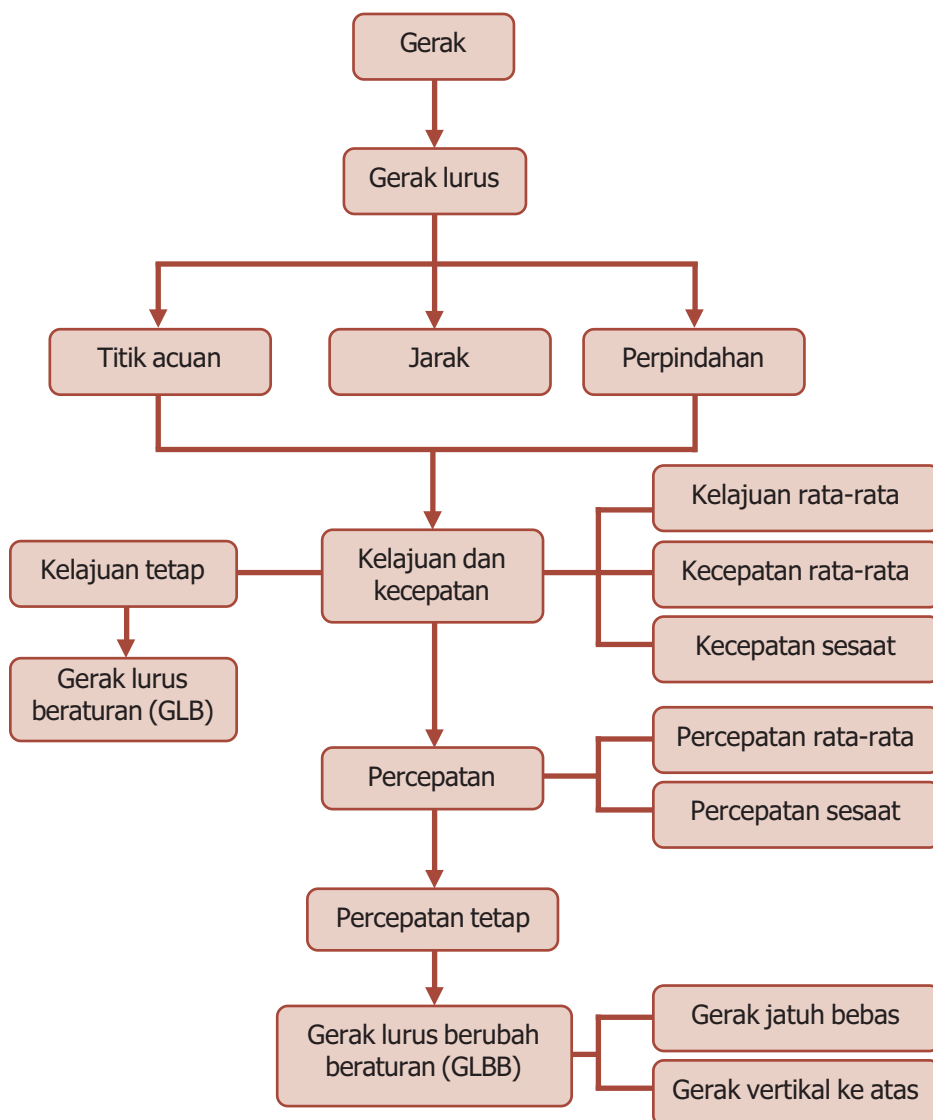 Gerak
Gerak lurus
Titik acuan
Jarak
Perpindahan
Kelajuan rata-rata
Kelajuan tetap
Kelajuan dan
kecepatan
Kecepatan rata-rata
Kecepatan sesaat
Gerak lurus
beraturan (GLB)
Percepatan rata-rata
Percepatan
Percepatan sesaat
Percepatan tetap
Gerak lurus berubah
beraturan (GLBB)
Gerak jatuh bebas
Gerak vertikal ke atas